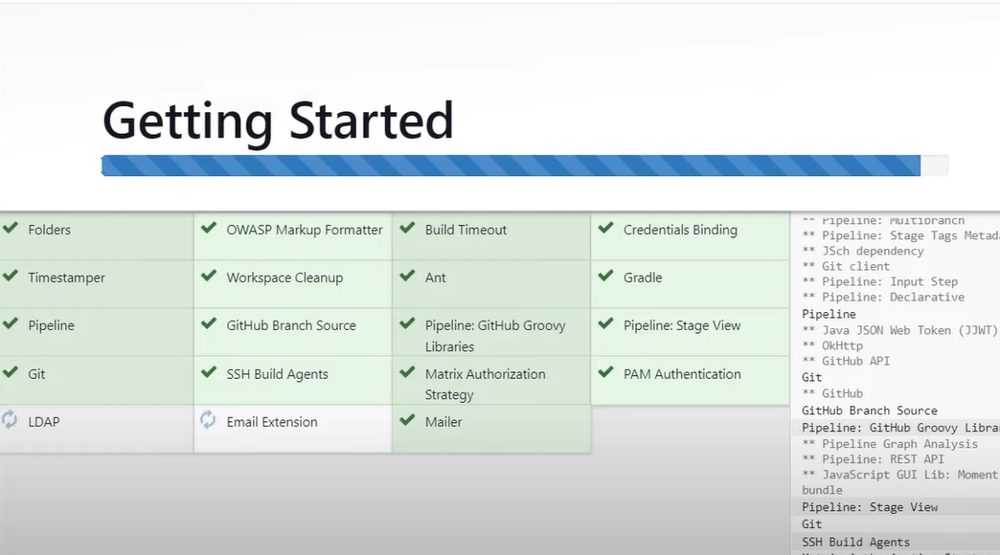 Getting Started
Folders
OWASP Markup Formatter
Build Timeout
Credentials Binding
Timestamper
Workspace Cleanup
Ant
Gradle
Pipeline
GitHub Branch Source
Pipeline: GitHub Groovy
Libraries
Pipeline: Stage View
Git
SSH Build Agents
Matrix Authorization
Strategy
PAM Authentication
LDAP
Email Extension
Mailer
** Pipeline: Multibranch
** Pipeline: Stage Tags Metad
** JSch dependency
** Git client
** Pipeline: Input Step
** Pipeline: Declarative
Pipeline
** Java JSON Web Token (JJWT)
** OkHttp
** GitHub API
Git
** GitHub
GitHub Branch Source
Pipeline: GitHub Groovy Libra
** Pipeline Graph Analysis
** Pipeline: REST API
** JavaScript GUI Lib: Moment
bundle
Pipeline: Stage View
Git
SSH Build Agents